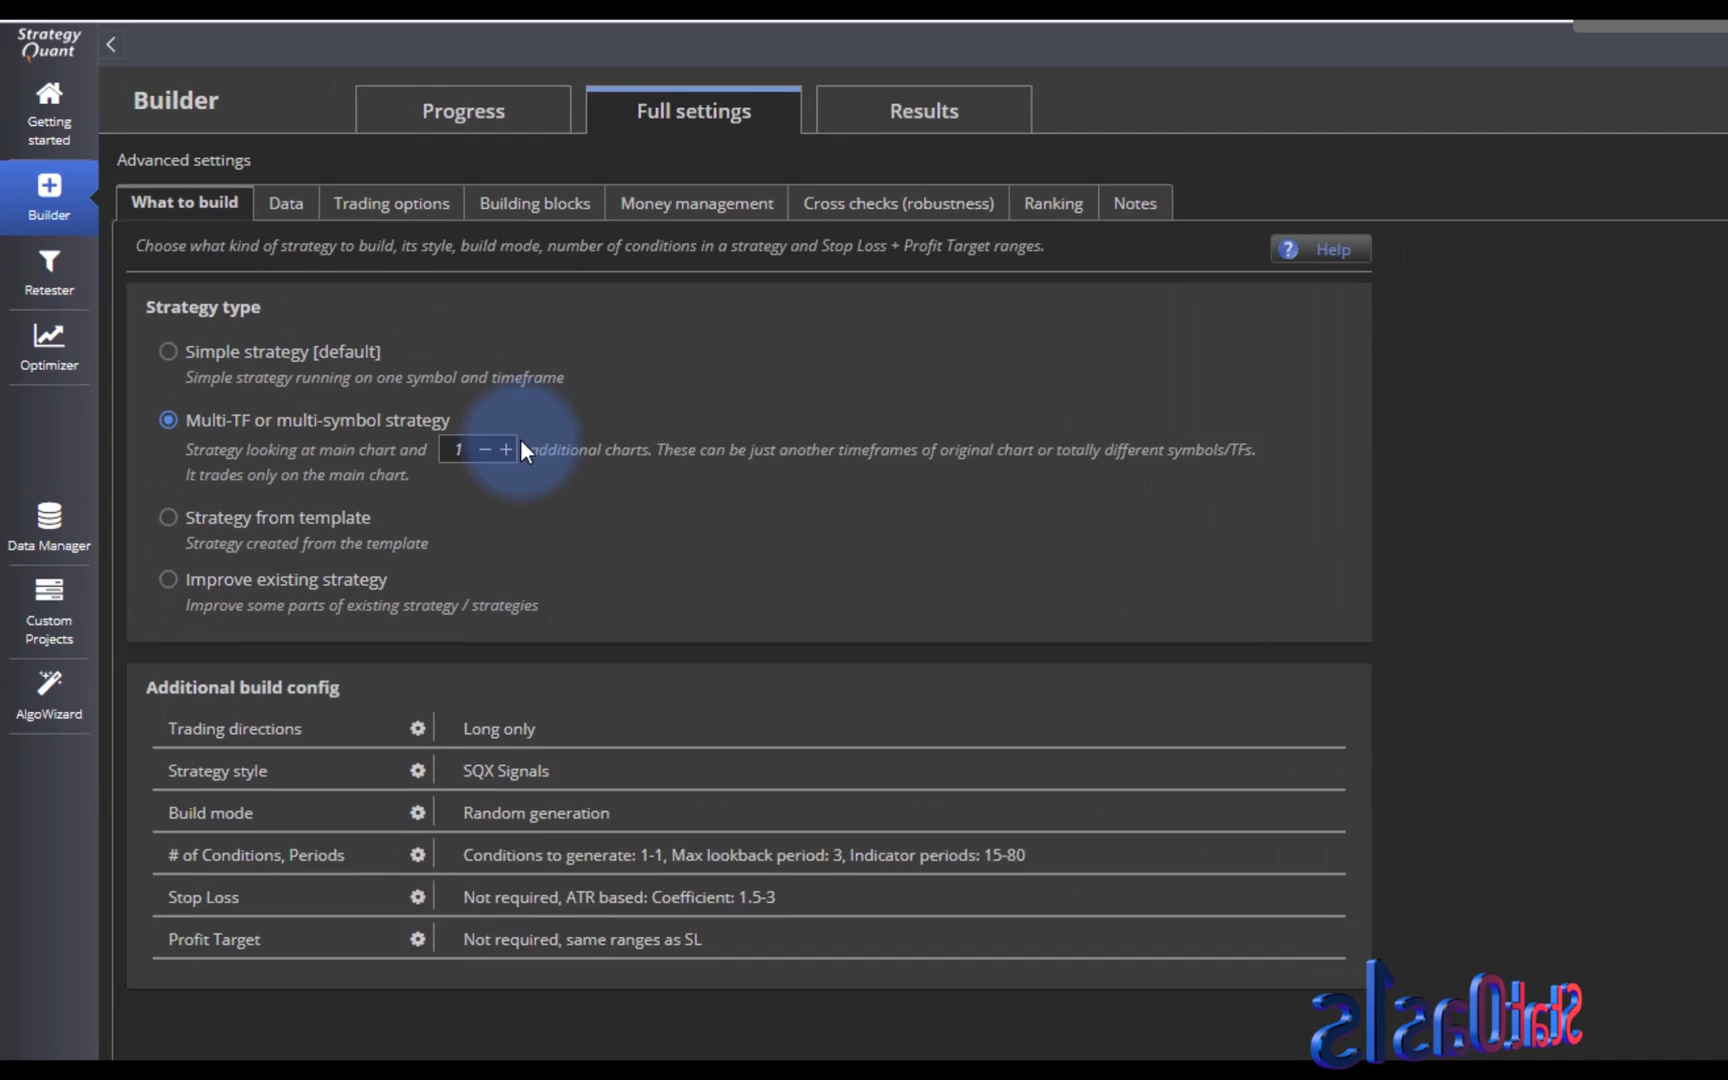 Strategy
Quant
Getting
started
Builder
Retester
Optimizer
Data Manager
Custom
Projects
AlgoWizard
Builder
Progress
Full settings
Results
Advanced settings
What to build
Data
Trading options
Building blocks
Money management
Cross checks (robustness)
Ranking
Notes
Choose what kind of strategy to build, its style, build mode, number of conditions in a strategy and Stop Loss + Profit Target ranges.
? Help
Strategy type
Simple strategy [default]
Simple strategy running on one symbol and timeframe
Multi-TF or multi-symbol strategy
Strategy looking at main chart and 1 − + additional charts. These can be just another timeframes of original chart or totally different symbols/TFs.
It trades only on the main chart.
Strategy from template
Strategy created from the template
Improve existing strategy
Improve some parts of existing strategy / strategies
Additional build config
Trading directions Long only
Strategy style SQX Signals
Build mode Random generation
# of Conditions, Periods Conditions to generate: 1-1, Max lookback period: 3, Indicator periods: 15-80
Stop Loss Not required, ATR based: Coefficient: 1.5-3
Profit Target Not required, same ranges as SL